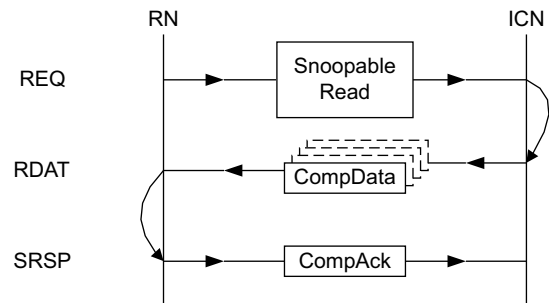 RN
ICN
REQ
Snoopable
Read
RDAT
CompData
SRSP
CompAck